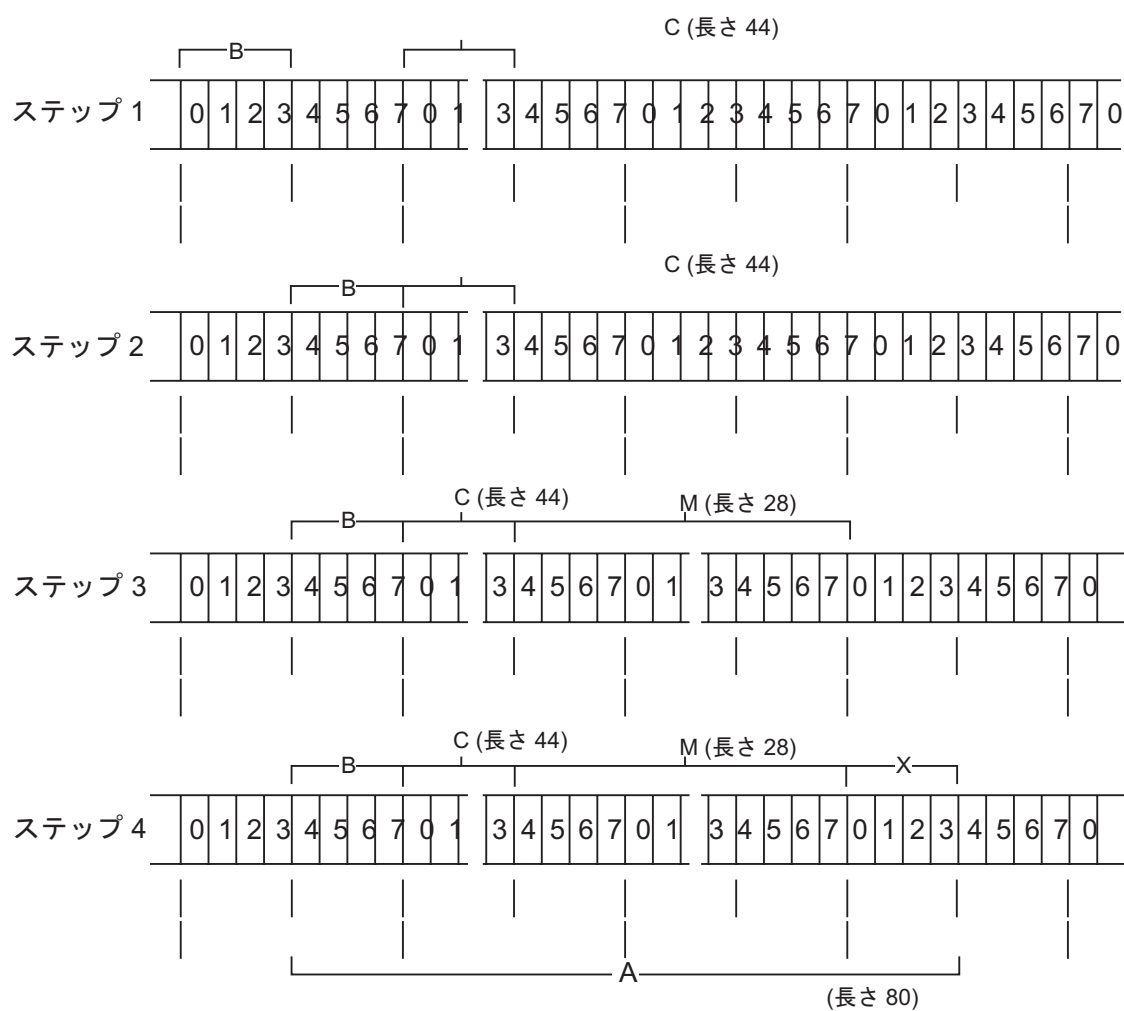 C (長さ 44)
B
ステップ 1 0 1 2 3 4 5 6 7 0 1 3 4 5 6 7 0 1 2 3 4 5 6 7 0 1 2 3 4 5 6 7 0
C (長さ 44)
B
ステップ 2 0 1 2 3 4 5 6 7 0 1 3 4 5 6 7 0 1 2 3 4 5 6 7 0 1 2 3 4 5 6 7 0
C (長さ 44) M (長さ 28)
B
ステップ 3 0 1 2 3 4 5 6 7 0 1 3 4 5 6 7 0 1 3 4 5 6 7 0 1 2 3 4 5 6 7 0
C (長さ 44) M (長さ 28)
B X
ステップ 4 0 1 2 3 4 5 6 7 0 1 3 4 5 6 7 0 1 3 4 5 6 7 0 1 2 3 4 5 6 7 0
A
(長さ 80)